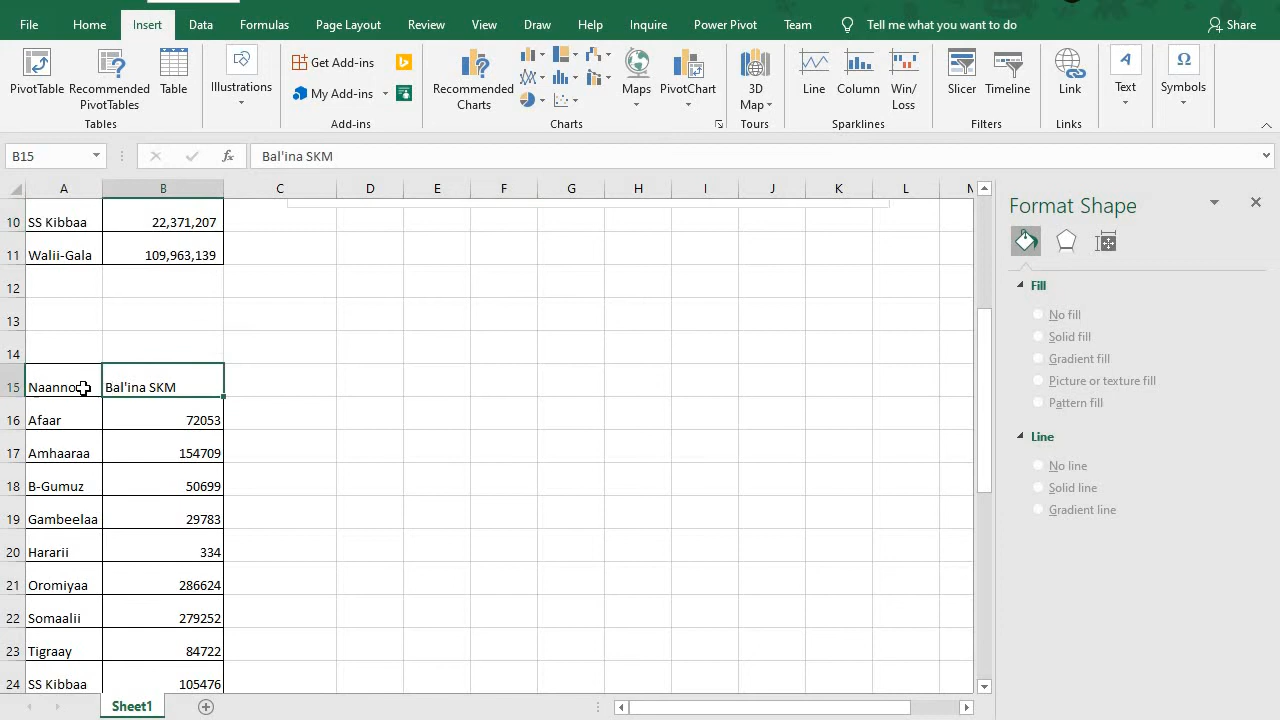 File Home Insert Data Formulas Page Layout Review View Draw Help Inquire Power Pivot Team Tell me what you want to do Share
PivotTable Recommended PivotTables Table Illustrations Get Add-ins My Add-ins Recommended Charts Maps PivotChart 3D Map Line Column Win/Loss Slicer Timeline Link Text Symbols
Tables Add-ins Charts Tours Sparklines Filters Links
B15 fx Bal'ina SKM
A B C D E F G H I J K L M
10 SS Kibbaa 22,371,207
11 Walii-Gala 109,963,139
12
13
14
15 Bal'ina SKM
16 Afaar 72053
17 Amhaaraa 154709
18 B-Gumuz 50699
19 Gambeelaa 29783
20 Hararii 334
21 Oromiyaa 286624
22 Somaalii 279252
23 Tigraay 84722
24 SS Kibbaa 105476
Sheet1
Format Shape
Fill
No fill
Solid fill
Gradient fill
Picture or texture fill
Pattern fill
Line
No line
Solid line
Gradient line